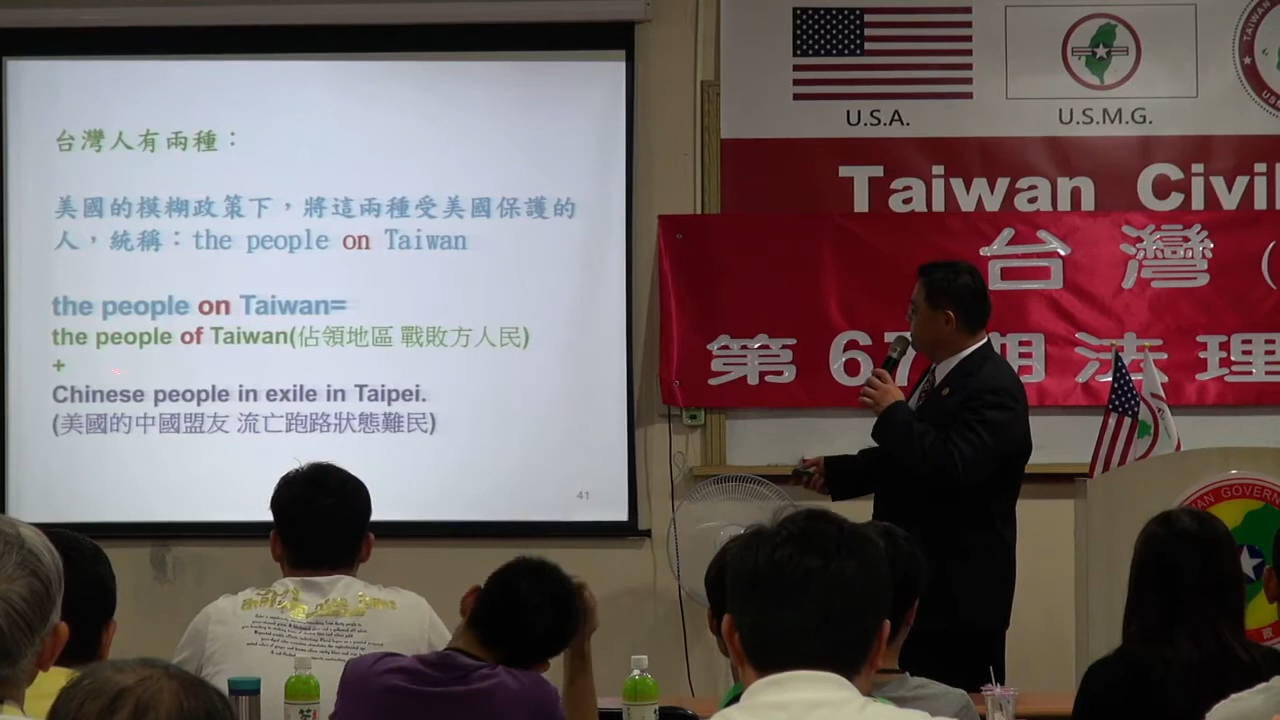 台灣人有兩種：
美國的模糊政策下，將這兩種受美國保護的
人，統稱：the people on Taiwan
the people on Taiwan=
the people of Taiwan(佔領地區 戰敗方人民)
+
Chinese people in exile in Taipei.
(美國的中國盟友 流亡跑路狀態難民)
41
U.S.A.
U.S.M.G.
Taiwan Civil
台灣(
第67期法理